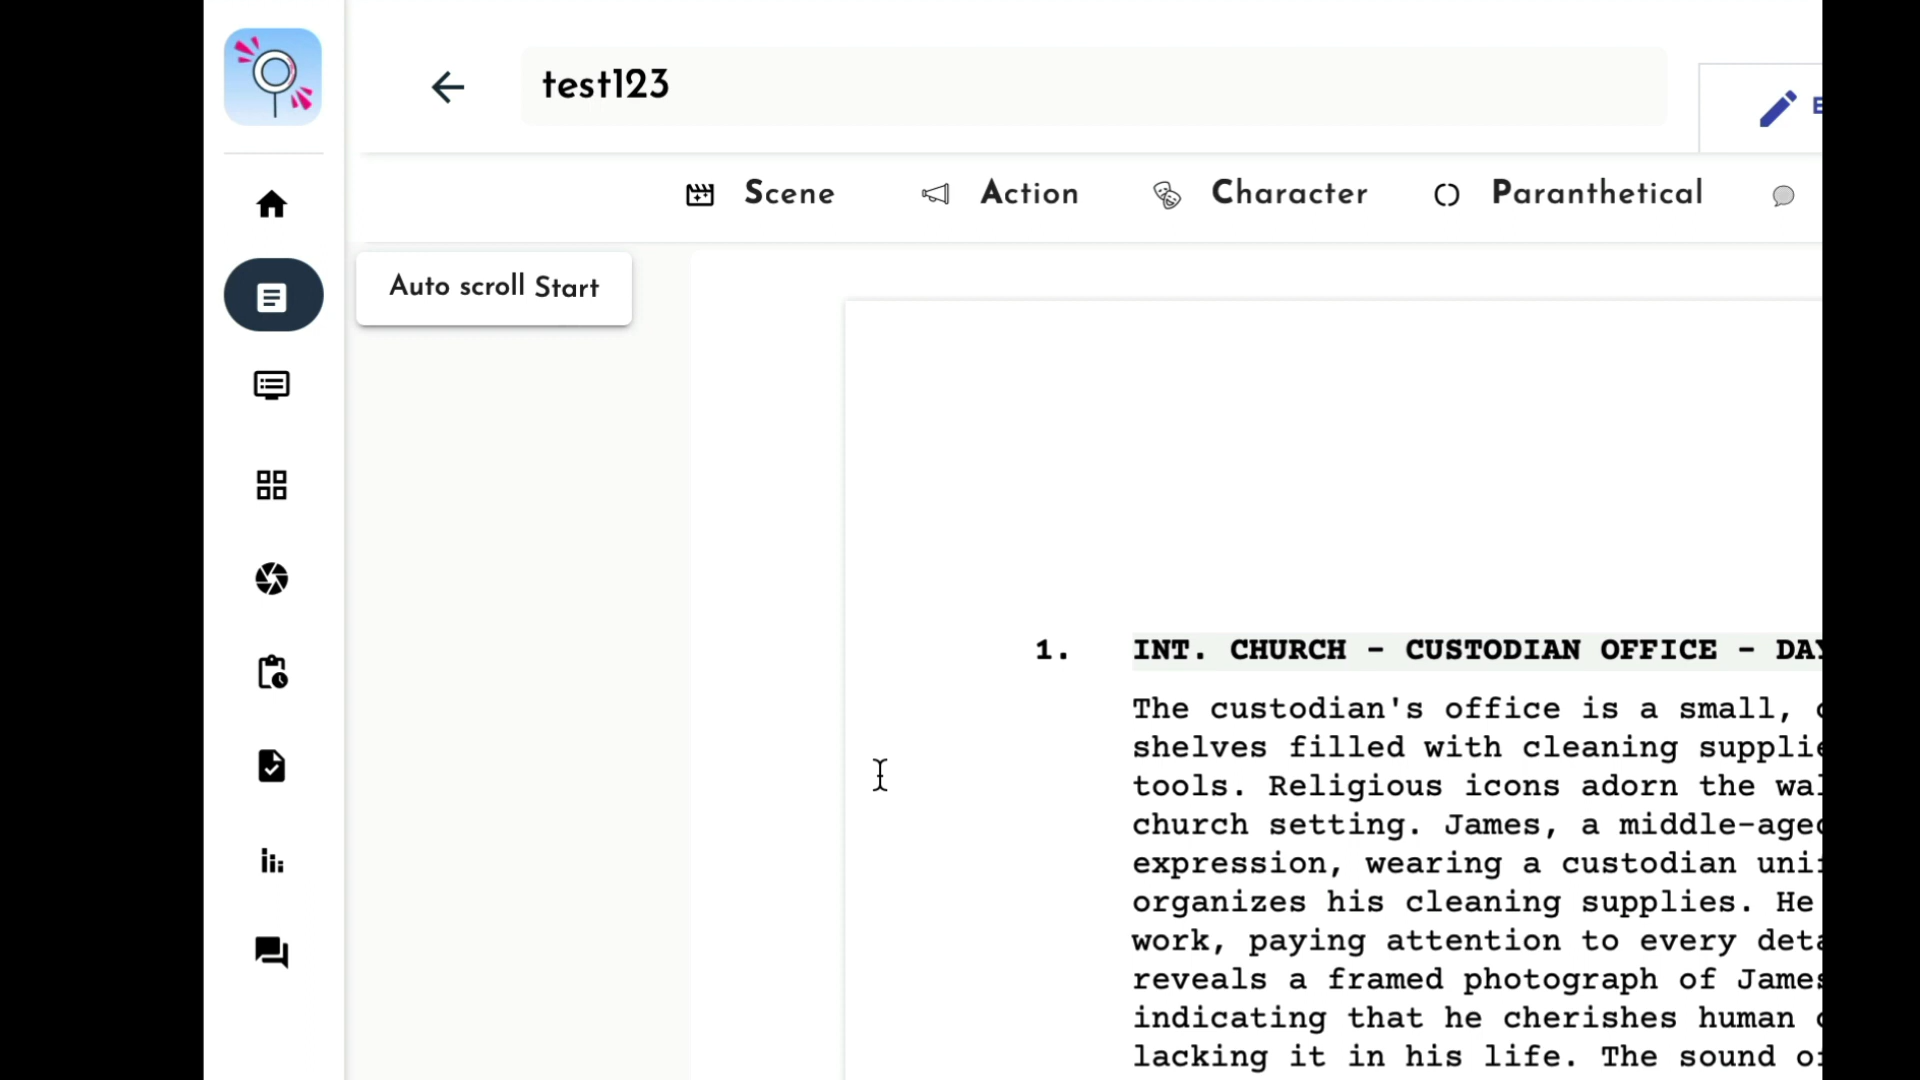 test123
Scene Action Character Paranthetical
Auto scroll Start
1. INT. CHURCH - CUSTODIAN OFFICE - DAY
The custodian's office is a small,
shelves filled with cleaning
tools. Religious icons adorn the
church setting. James, a
expression, wearing a custodian
organizes his cleaning supplies. He
work, paying attention to every
reveals a framed photograph of
indicating that he cherishes human
lacking it in his life. The sound